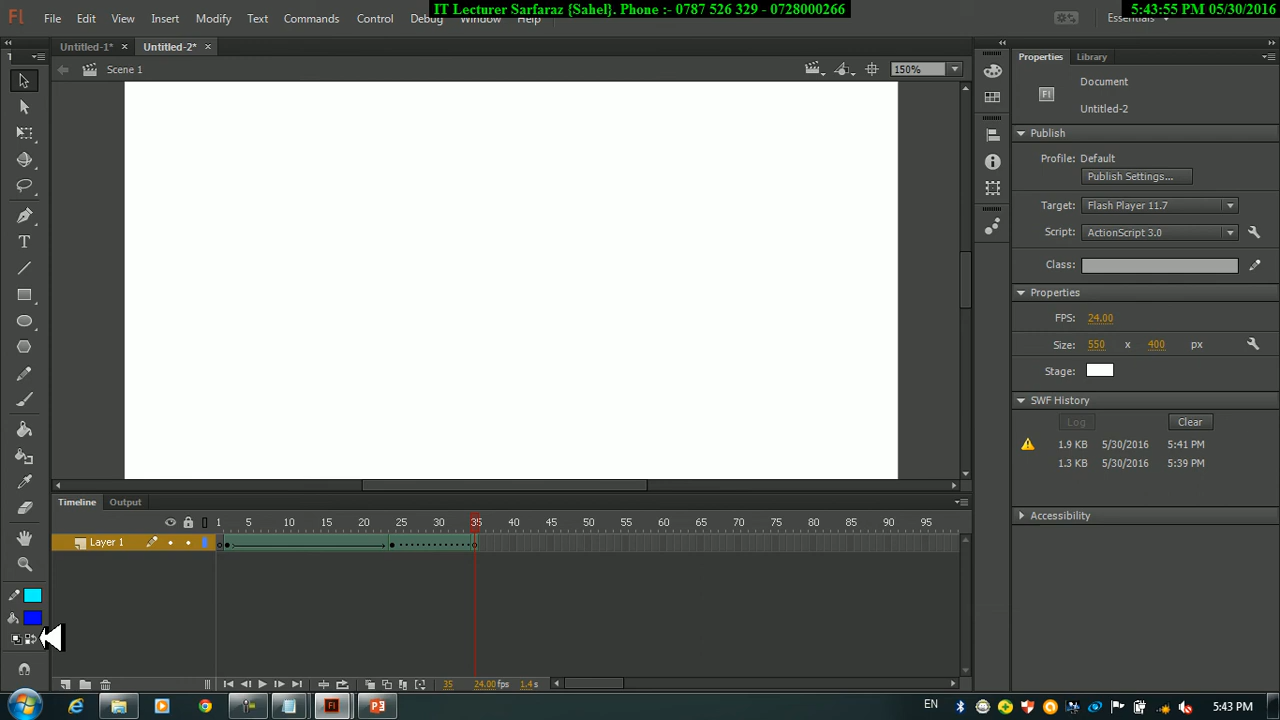 IT Lecturer Sarfaraz {Sahel}. Phone :- 0787 526 329 - 0728000266
5:43:55 PM 05/30/2016
Fl File Edit View Insert Modify Text Commands Control Debug Window Help Essentials
Untitled-1* × Untitled-2* ×
Scene 1
150%
Properties Library
Fl
Document
Untitled-2
Publish
Profile: Default
Publish Settings...
Target: Flash Player 11.7
Script: ActionScript 3.0
Class:
Properties
FPS: 24.00
Size: 550 x 400 px
Stage:
SWF History
Log Clear
1.9 KB 5/30/2016 5:41 PM
1.3 KB 5/30/2016 5:39 PM
Accessibility
Timeline Output
1 5 10 15 20 25 30 35 40 45 50 55 60 65 70 75 80 85 90 95
Layer 1
35 24.00 fps 1.4 s
EN 5:43 PM